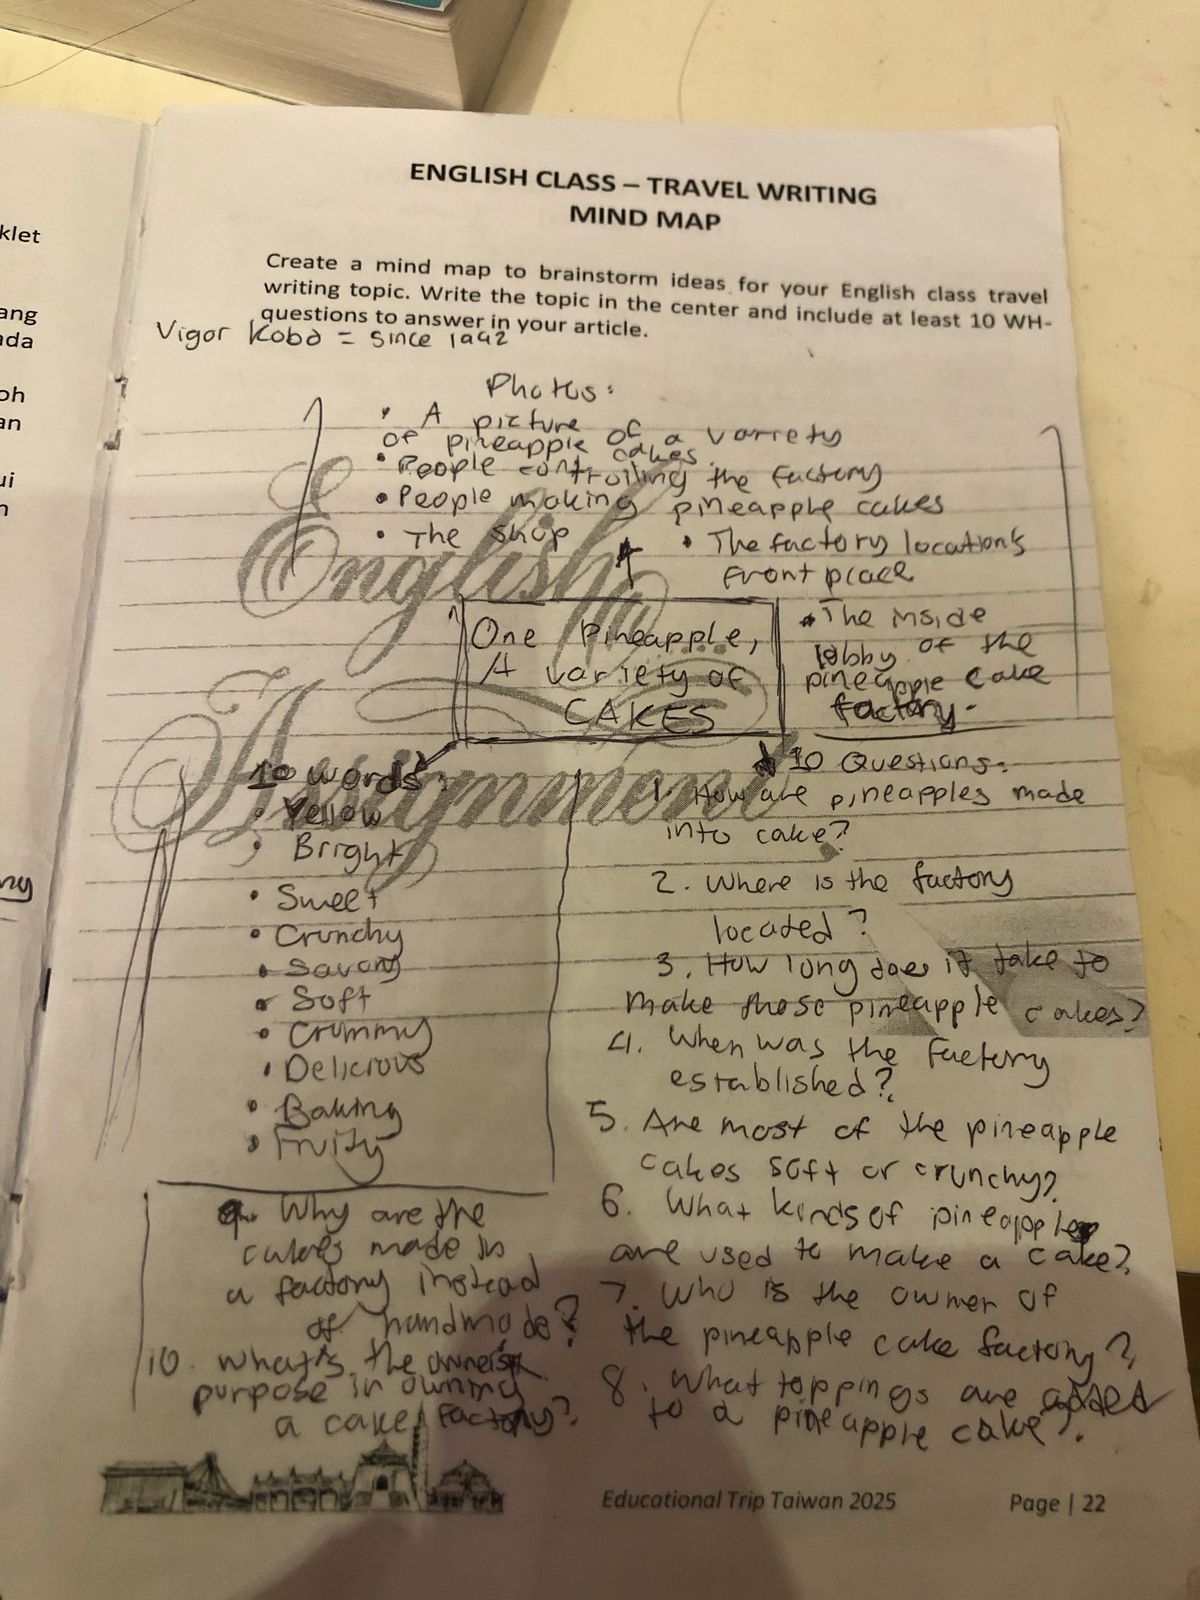 klet
ang
ada
oh
an
ui
n
ng
ENGLISH CLASS – TRAVEL WRITING
MIND MAP
Create a mind map to brainstorm ideas for your English class travel
writing topic. Write the topic in the center and include at least 10 WH-
questions to answer in your article.
Vigor Kobo = since 1992
Photos:
• A picture of a variety
of pineapple cakes
• People controlling the factory
• People making pineapple cakes
• The shop
• The factory location's
front place
English
Assignment
One Pineapple,
A variety of
CAKES
• The inside
lobby of the
pineapple cake
factory.
10 words:
• Yellow
• Bright
• Sweet
• Crunchy
• Savory
• Soft
• Crummy
• Delicious
• Baking
• Fruity
10 Questions:
1. How are pineapples made
into cake?
2. Where is the factory
located?
3. How long does it take to
make those pineapple cakes?
4. When was the factory
established?
5. Are most of the pineapple
cakes soft or crunchy?
6. What kinds of pineapple
are used to make a cake?
7. Who is the owner of
the pineapple cake factory?
8. What toppings are added
to a pineapple cake?
9. Why are the
cakes made in
a factory instead
of handmade?
10. What's the owner's
purpose in owning
a cake factory?
Educational Trip Taiwan 2025
Page | 22